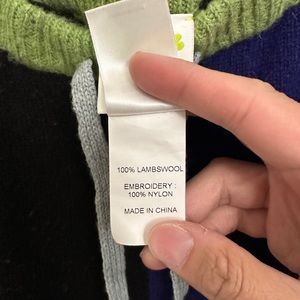 100% LAMBSWOOL
EMBROIDERY :
100% NYLON
MADE IN CHINA